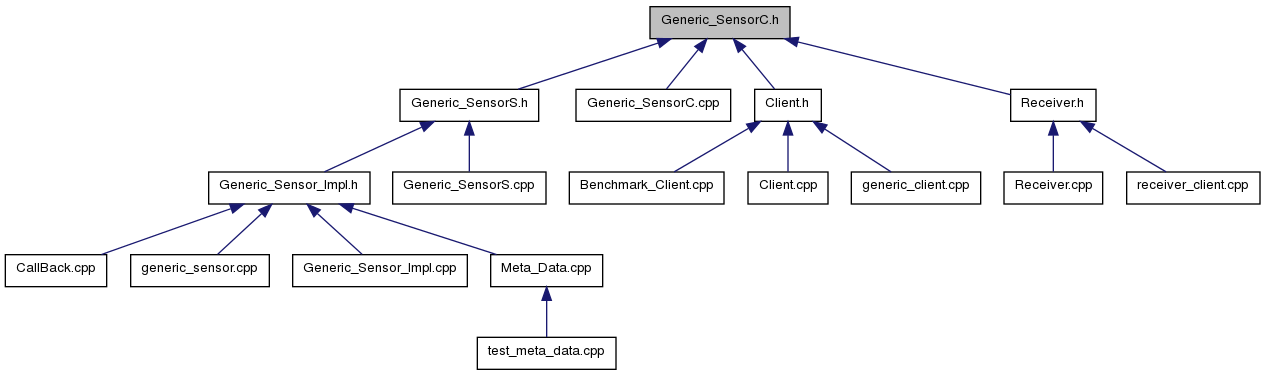 Generic_SensorC.h
Generic_SensorS.h
Generic_SensorC.cpp
Client.h
Receiver.h
Generic_Sensor_Impl.h
Generic_SensorS.cpp
Benchmark_Client.cpp
Client.cpp
generic_client.cpp
Receiver.cpp
receiver_client.cpp
CallBack.cpp
generic_sensor.cpp
Generic_Sensor_Impl.cpp
Meta_Data.cpp
test_meta_data.cpp